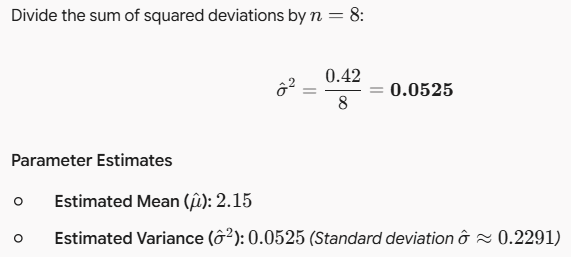 Divide the sum of squared deviations by n = 8:
σ̂² = 0.42/8 = 0.0525
Parameter Estimates
○ Estimated Mean (μ̂): 2.15
○ Estimated Variance (σ̂²): 0.0525 (Standard deviation σ̂ ≈ 0.2291)